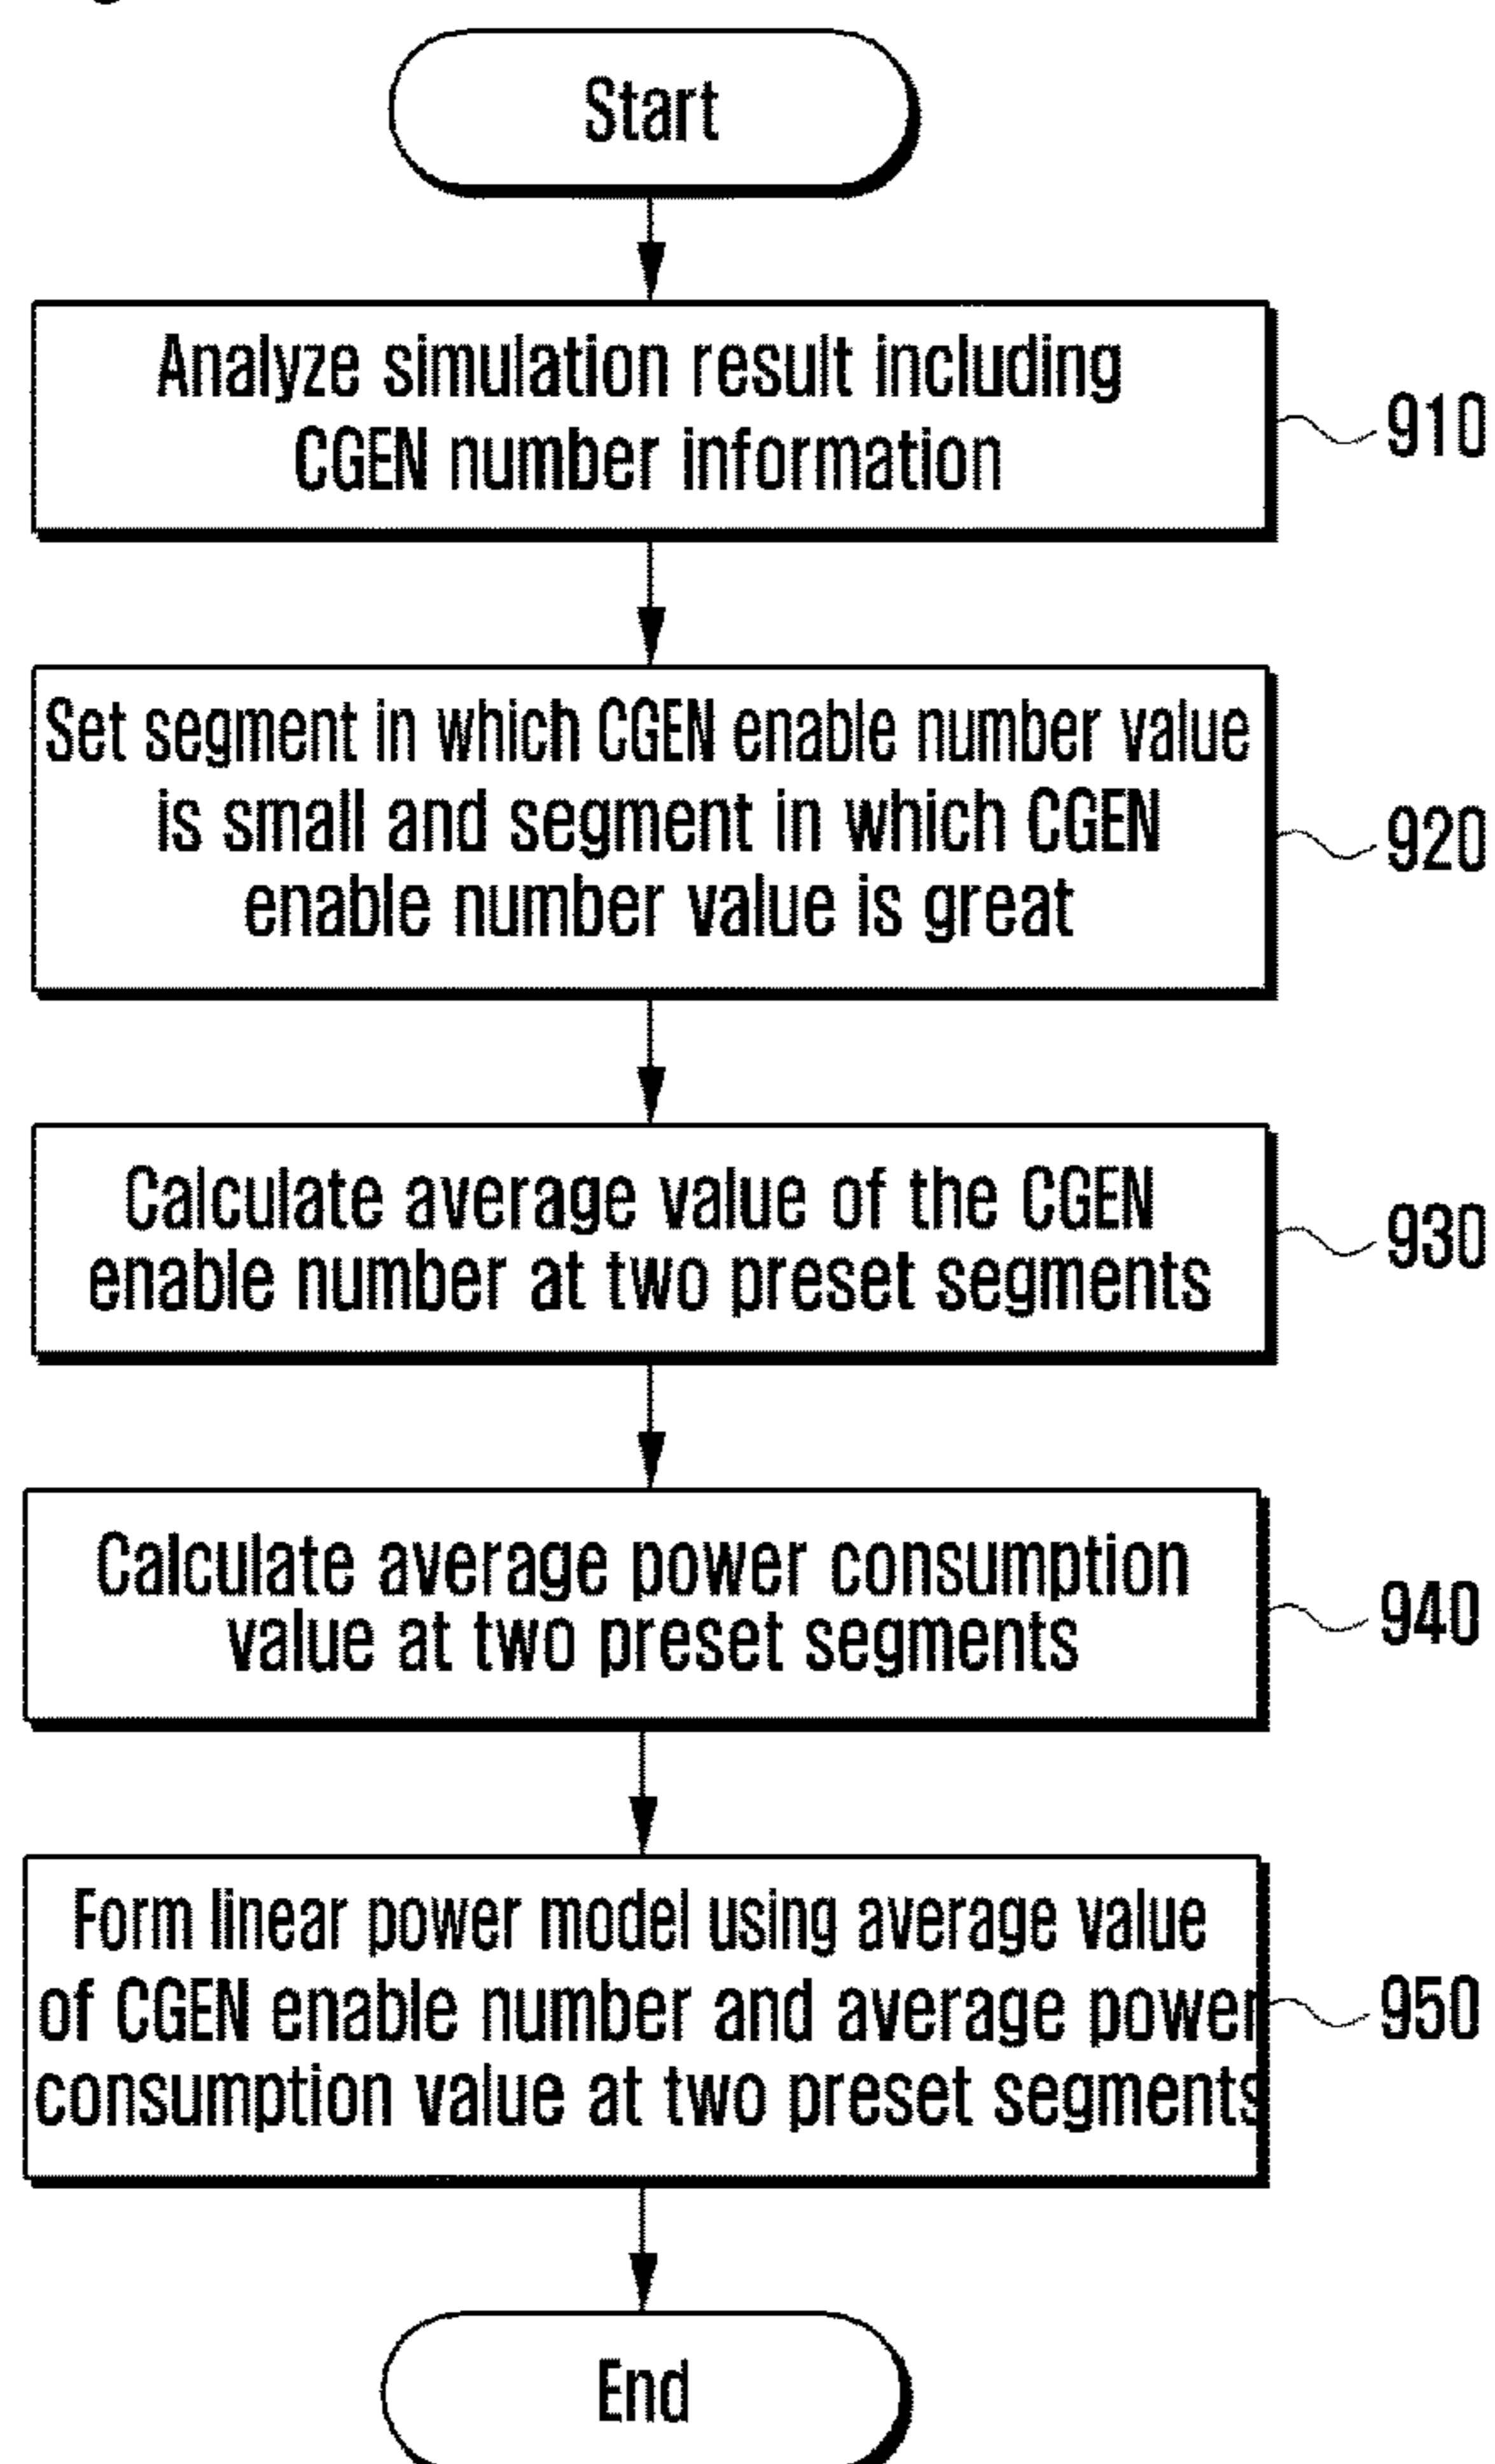 Start
Analyze simulation result including
CGEN number information
910
Set segment in which CGEN enable number value
is small and segment in which CGEN
enable number value is great
920
Calculate average value of the CGEN
enable number at two preset segments
930
Calculate average power consumption
value at two preset segments
940
Form linear power model using average value
of CGEN enable number and average power
consumption value at two preset segments
950
End